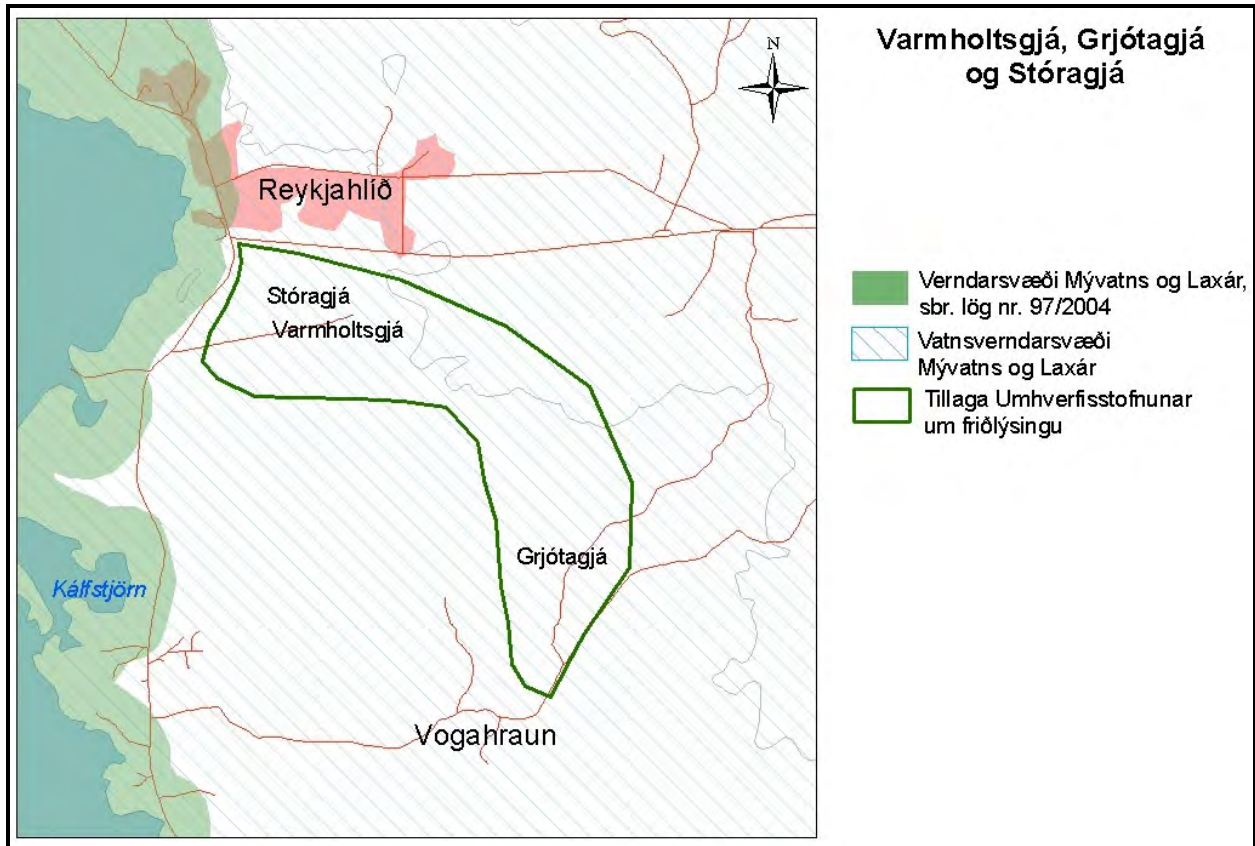 Varmholtsgjá, Grjótagjá
og Stóragjá
N
Reykjahlíð
Stóragjá
Varmholtsgjá
Grjótagjá
Kálfstjörn
Vogahraun
Verndarsvæði Mývatns og Laxár,
sbr. lög nr. 97/2004
Vatnsverndarsvæði
Mývatns og Laxár
Tillaga Umhverfisstofnunar
um friðlýsingu